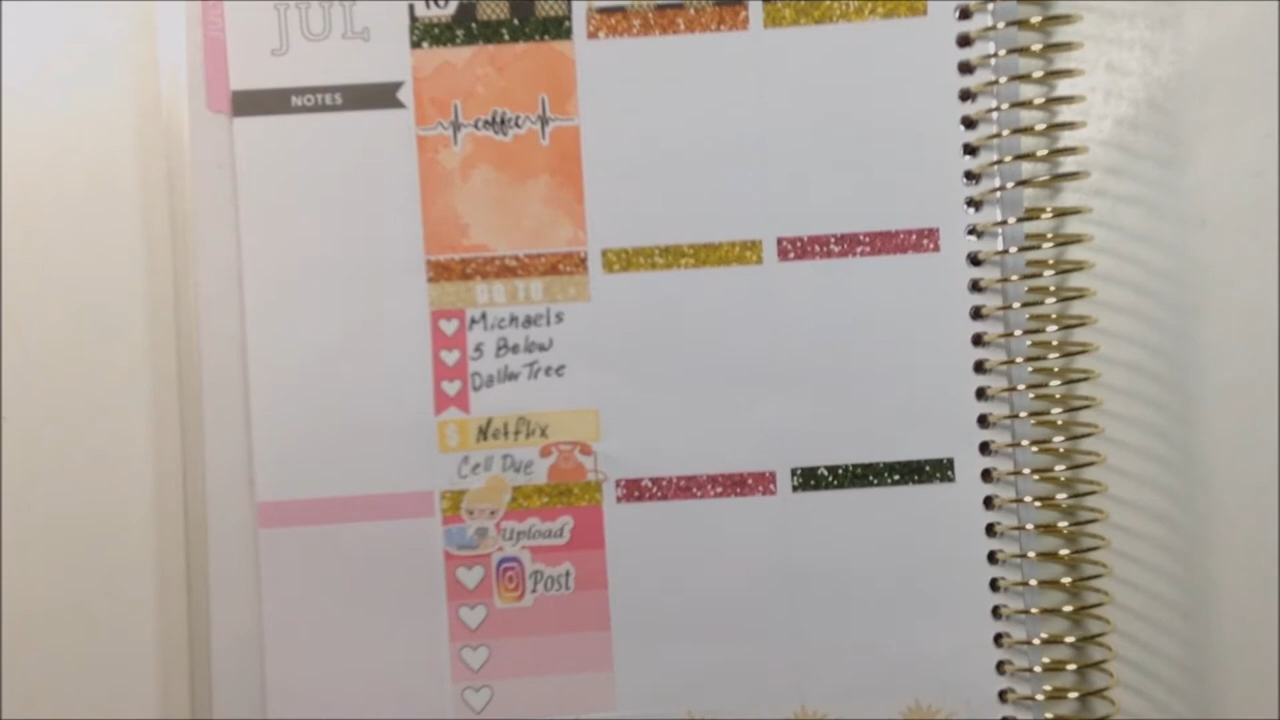 JUL
NOTES
coffee
DO TO
Michaels
5 Below
Dollar Tree
$ Netflix
Cell Due
Upload
Post